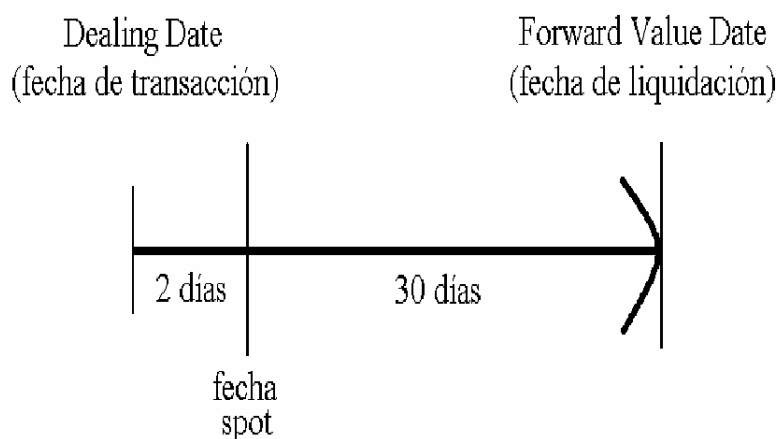 Dealing Date
(fecha de transacción)
Forward Value Date
(fecha de liquidación)
2 días
30 días
fecha
spot